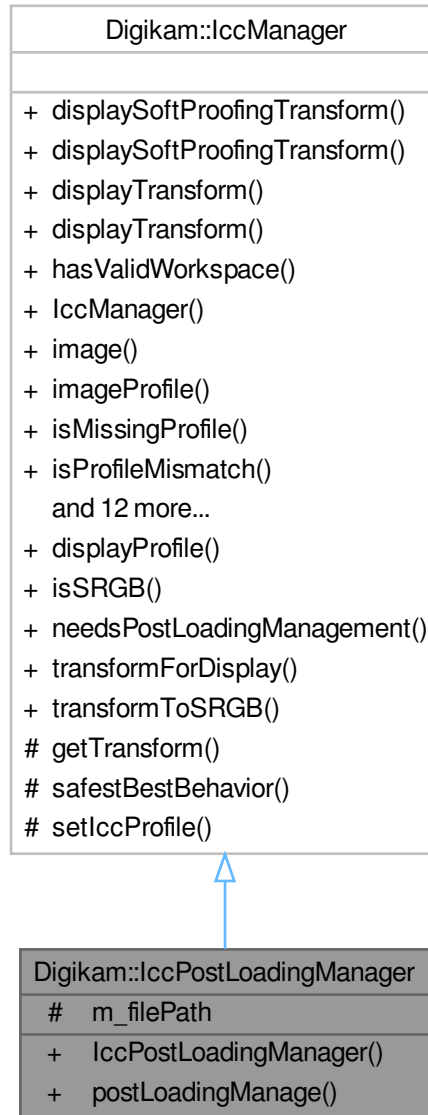 Digikam::IccManager
+ displaySoftProofingTransform()
+ displaySoftProofingTransform()
+ displayTransform()
+ displayTransform()
+ hasValidWorkspace()
+ IccManager()
+ image()
+ imageProfile()
+ isMissingProfile()
+ isProfileMismatch()
and 12 more...
+ displayProfile()
+ isSRGB()
+ needsPostLoadingManagement()
+ transformForDisplay()
+ transformToSRGB()
# getTransform()
# safestBestBehavior()
# setIccProfile()
Digikam::IccPostLoadingManager
# m_filePath
+ IccPostLoadingManager()
+ postLoadingManage()